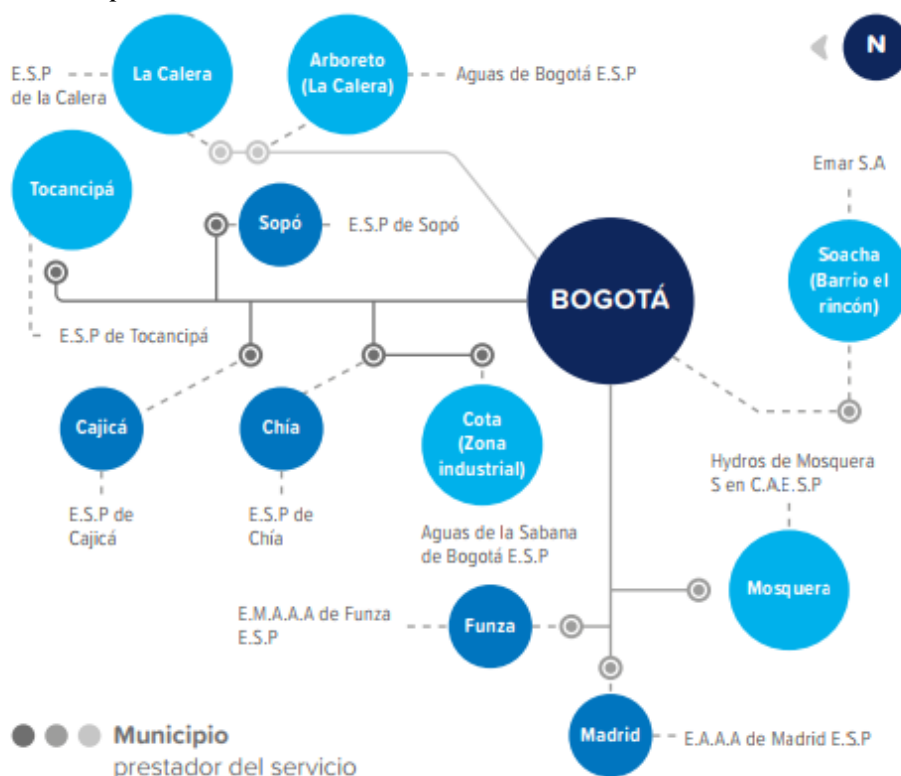 E.S.P
de la Calera
La Calera
Arboreto
(La Calera)
Aguas de Bogotá E.S.P
N
Tocancipá
Sopó
E.S.P de Sopó
Emar S.A
Soacha
(Barrio el
rincón)
BOGOTÁ
E.S.P de Tocancipá
Cajicá
Chía
Cota
(Zona
industrial)
E.S.P de
Cajicá
E.S.P de
Chía
Aguas de la Sabana
de Bogotá E.S.P
Hydros de Mosquera
S en C.A.E.S.P
Mosquera
E.M.A.A.A de Funza
E.S.P
Funza
Madrid
E.A.A.A de Madrid E.S.P
Municipio
prestador del servicio